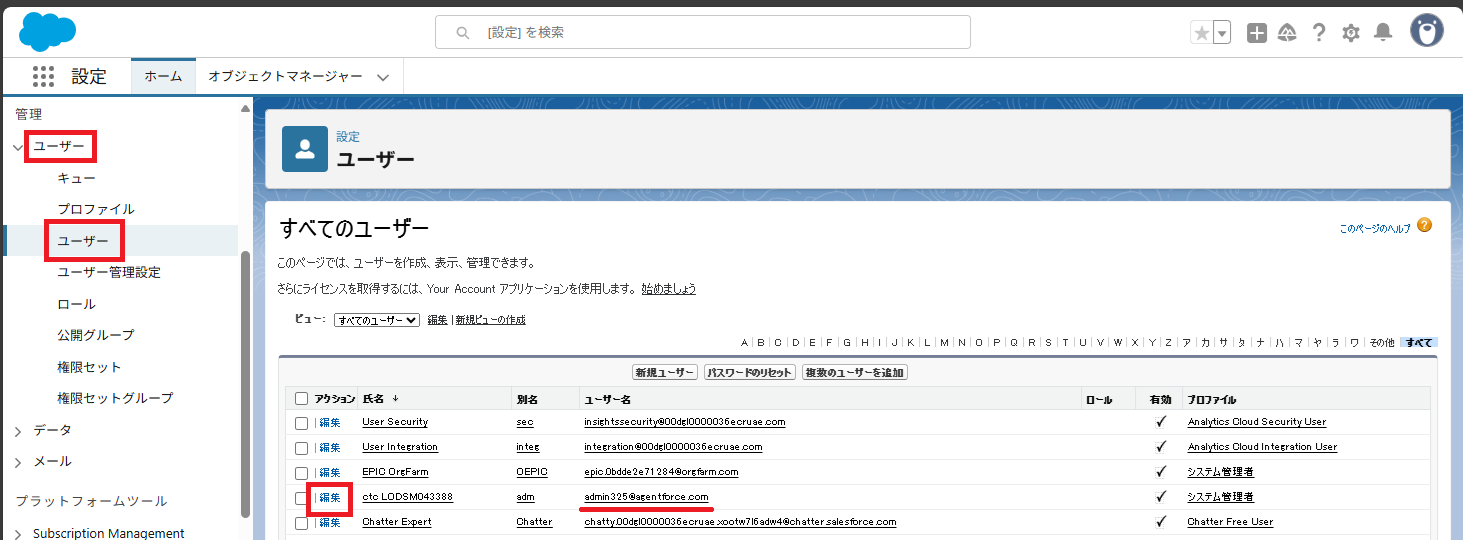 [設定] を検索
設定 ホーム オブジェクトマネージャー
管理
ユーザー
キュー
プロファイル
ユーザー
ユーザー管理設定
ロール
公開グループ
権限セット
権限セットグループ
データ
メール
プラットフォームツール
Subscription Management
設定
ユーザー
すべてのユーザー
このページのヘルプ ?
このページでは、ユーザーを作成、表示、管理できます。
さらにライセンスを取得するには、Your Account アプリケーションを使用します。 始めましょう
ビュー: すべてのユーザー 編集 | 新規ビューの作成
A | B | C | D | E | F | G | H | I | J | K | L | M | N | O | P | Q | R | S | T | U | V | W | X | Y | Z | ア | カ | サ | タ | ナ | ハ | マ | ヤ | ラ | ワ | その他 すべて
新規ユーザー パスワードのリセット 複数のユーザーを追加
アクション 氏名 ↓ 別名 ユーザー名 ロール 有効 プロファイル
| 編集 User Security sec insightssecurity@00dgl0000036ecruae.com ✓ Analytics Cloud Security User
| 編集 User Integration integ integration@00dgl0000036ecruae.com ✓ Analytics Cloud Integration User
| 編集 EPIC OrgFarm OEPIC epic.0bdde2e71284@orgfarm.com ✓ システム管理者
| 編集 ctc LODSM043388 adm admin325@agentforce.com ✓ システム管理者
| 編集 Chatter Expert Chatter chatty.00dgl0000036ecruae.xootw7l6adw4@chatter.salesforce.com ✓ Chatter Free User